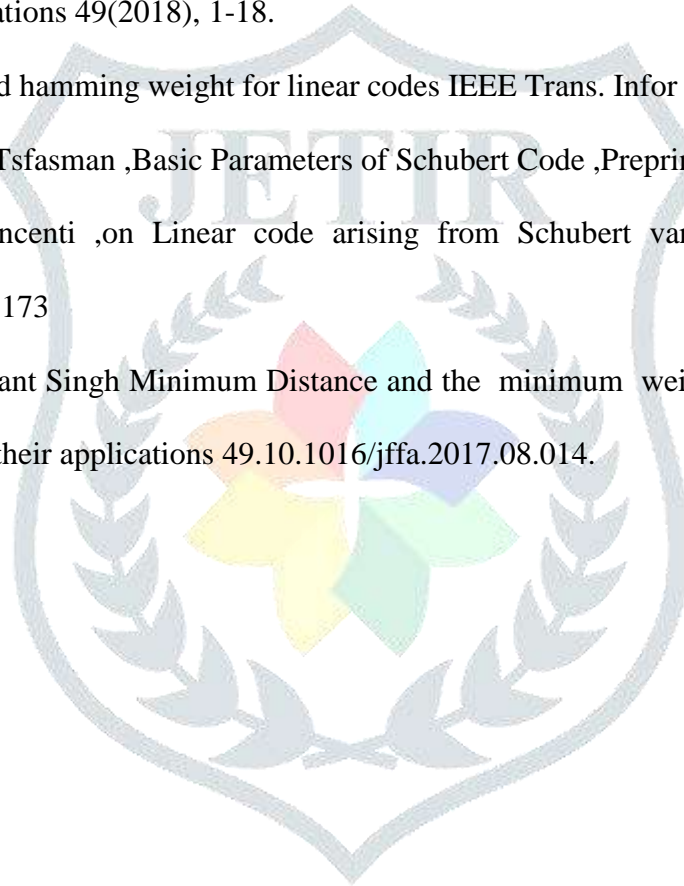 ations 49(2018), 1-18.
d hamming weight for linear codes IEEE Trans. Infor
JETIR
Tsfasman ,Basic Parameters of Schubert Code ,Preprin
ncenti ,on Linear code arising from Schubert var
173
ant Singh Minimum Distance and the minimum wei
their applications 49.10.1016/jffa.2017.08.014.